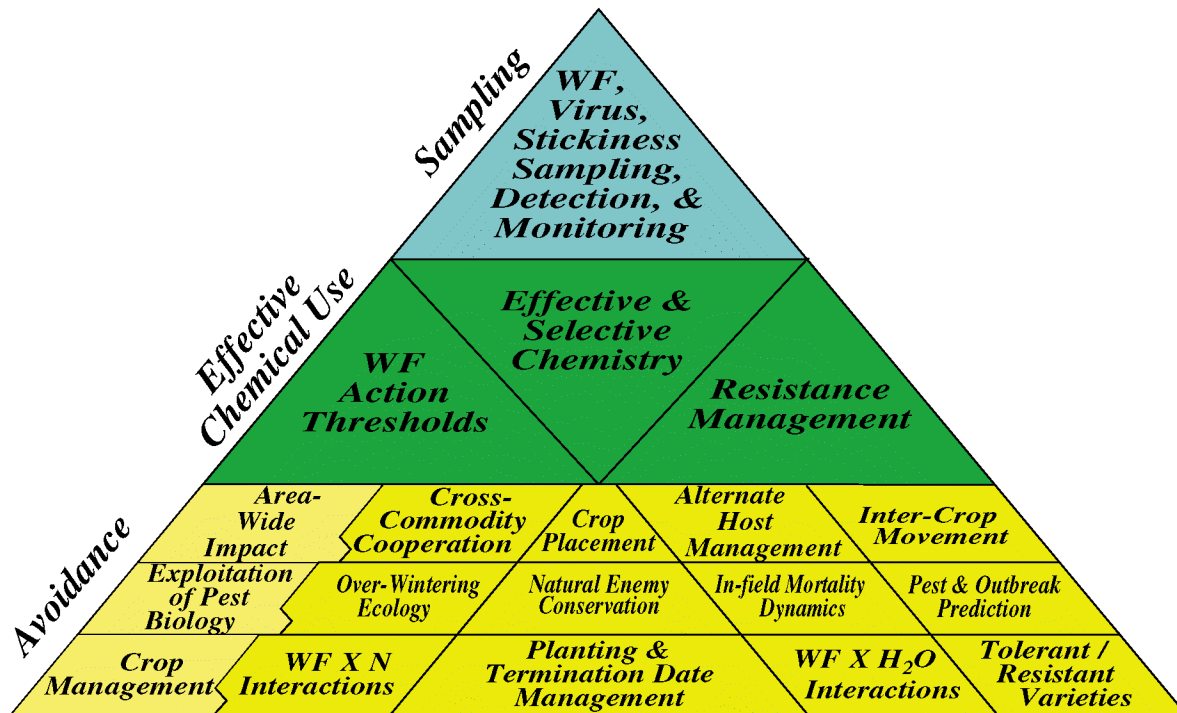 Sampling
WF,
Virus,
Stickiness
Sampling,
Detection, &
Monitoring
Effective
Chemical Use
WF
Action
Thresholds
Effective &
Selective
Chemistry
Resistance
Management
Avoidance
Area-
Wide
Impact
Cross-
Commodity
Cooperation
Crop
Placement
Alternate
Host
Management
Inter-Crop
Movement
Exploitation
of Pest
Biology
Over-Wintering
Ecology
Natural Enemy
Conservation
In-field Mortality
Dynamics
Pest & Outbreak
Prediction
Crop
Management
WF X N
Interactions
Planting &
Termination Date
Management
WF X H₂O
Interactions
Tolerant /
Resistant
Varieties